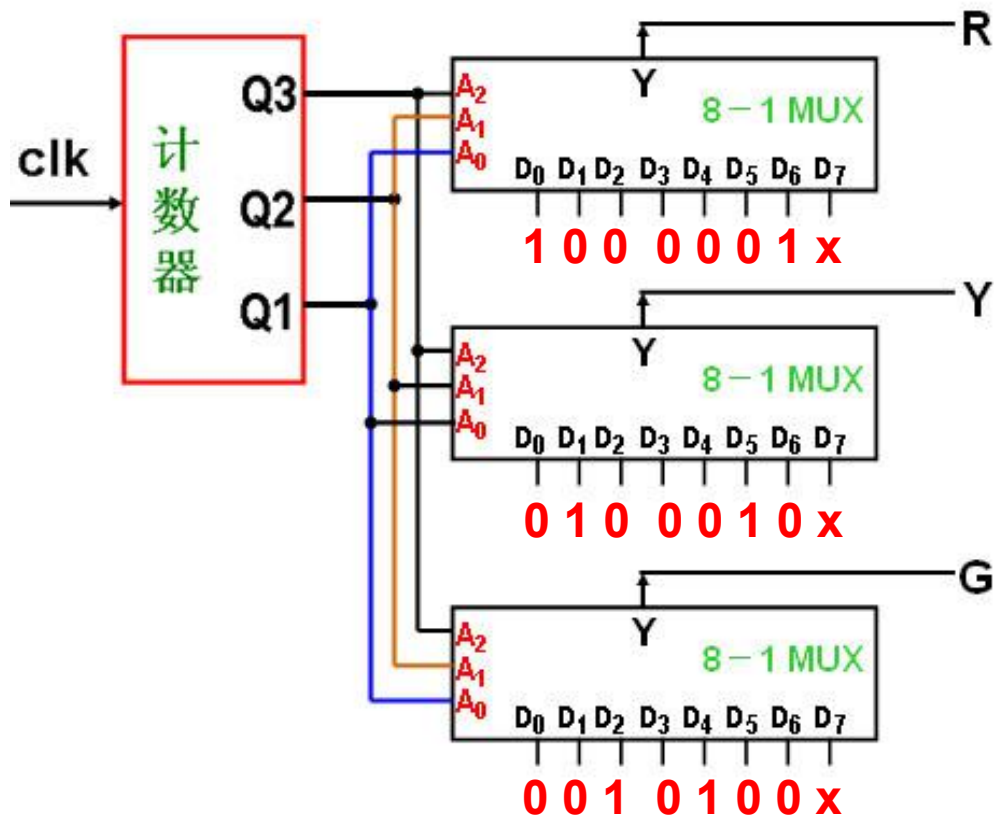 clk
计
数
器
Q3
Q2
Q1
R
Y
A₂
A₁
A₀
8-1 MUX
D₀ D₁ D₂ D₃ D₄ D₅ D₆ D₇
1 0 0 0 0 0 1 x
Y
Y
A₂
A₁
A₀
8-1 MUX
D₀ D₁ D₂ D₃ D₄ D₅ D₆ D₇
0 1 0 0 0 1 0 x
G
Y
A₂
A₁
A₀
8-1 MUX
D₀ D₁ D₂ D₃ D₄ D₅ D₆ D₇
0 0 1 0 1 0 0 x